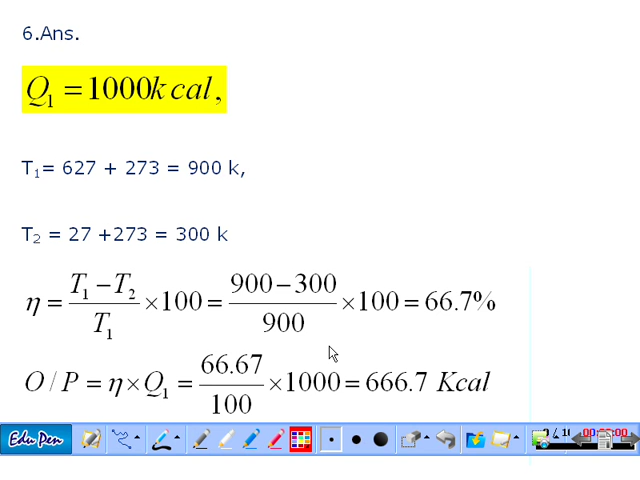 6.Ans.
Q₁ = 1000k cal,
T₁= 627 + 273 = 900 k,
T₂ = 27 +273 = 300 k
η = (T₁ − T₂)/T₁ ×100 = (900 − 300)/900 ×100 = 66.7%
O / P = η × Q₁ = 66.67/100 ×1000 = 666.7 Kcal
Edu Pen